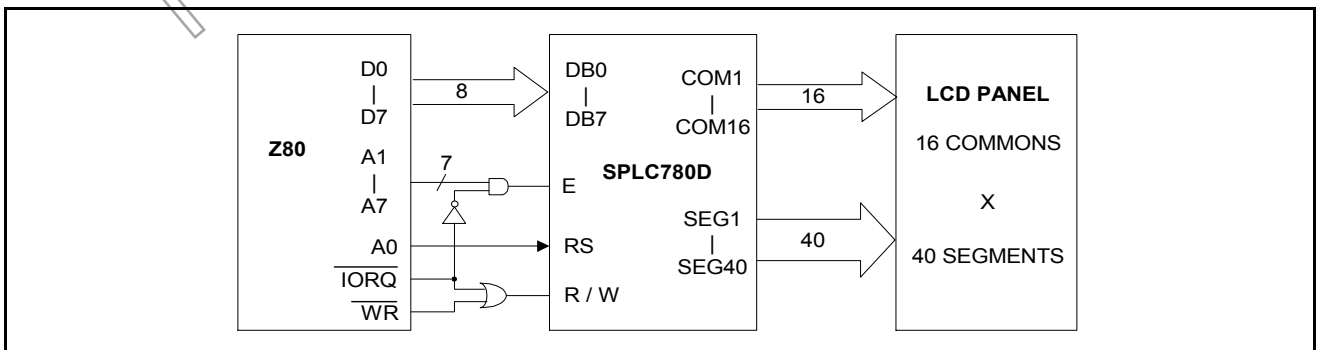 Z80
D0
|
D7
A1
|
A7
A0
IORQ
WR
8
7
SPLC780D
DB0
|
DB7
E
RS
R / W
COM1
|
COM16
SEG1
|
SEG40
16
40
LCD PANEL
16 COMMONS
X
40 SEGMENTS